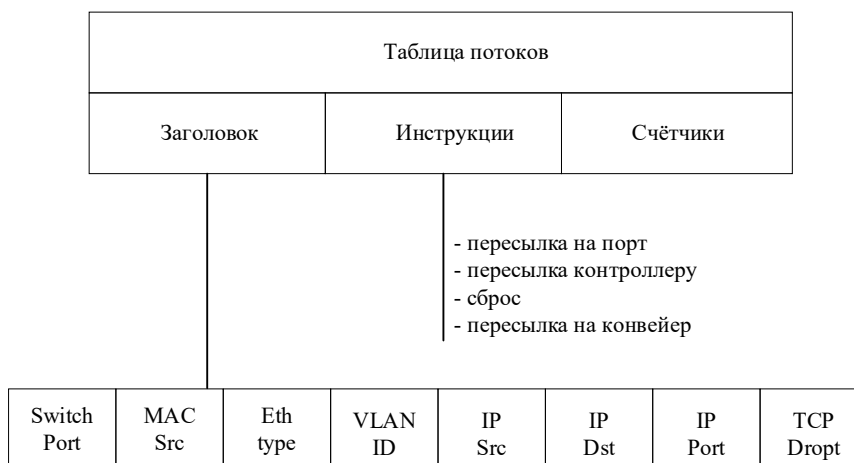 Таблица потоков
Заголовок Инструкции Счётчики
- пересылка на порт
- пересылка контроллеру
- сброс
- пересылка на конвейер
Switch Port
MAC Src
Eth type
VLAN ID
IP Src
IP Dst
IP Port
TCP Dropt